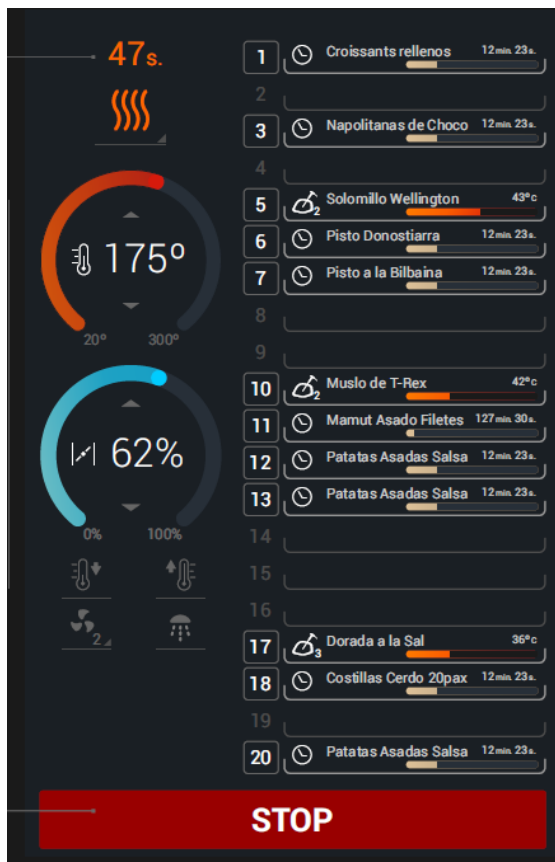 47s.
175º
20º 300º
62%
0% 100%
2
1 Croissants rellenos 12min. 23s.
2
3 Napolitanas de Choco 12min. 23s.
4
5 2 Solomillo Wellington 43ºc
6 Pisto Donostiarra 12min. 23s.
7 Pisto a la Bilbaina 12min. 23s.
8
9
10 2 Muslo de T-Rex 42ºc
11 Mamut Asado Filetes 127min. 30s.
12 Patatas Asadas Salsa 12min. 23s.
13 Patatas Asadas Salsa 12min. 23s.
14
15
16
17 3 Dorada a la Sal 36ºc
18 Costillas Cerdo 20pax 12min. 23s.
19
20 Patatas Asadas Salsa 12min. 23s.
STOP